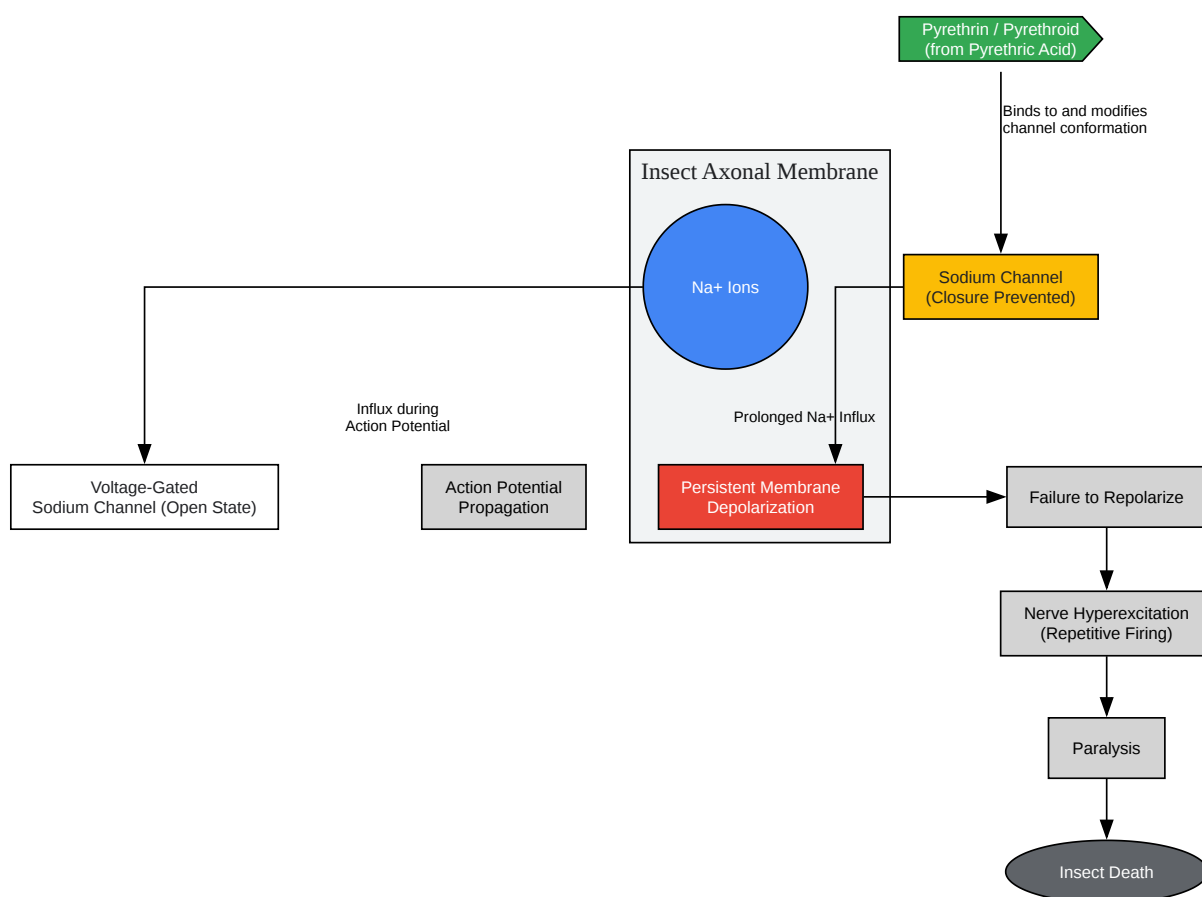 Pyrethrin / Pyrethroid
(from Pyrethric Acid)
Binds to and modifies
channel conformation
Insect Axonal Membrane
Na+ Ions
Sodium Channel
(Closure Prevented)
Influx during
Action Potential
Prolonged Na+ Influx
Voltage-Gated
Sodium Channel (Open State)
Action Potential
Propagation
Persistent Membrane
Depolarization
Failure to Repolarize
Nerve Hyperexcitation
(Repetitive Firing)
Paralysis
Insect Death